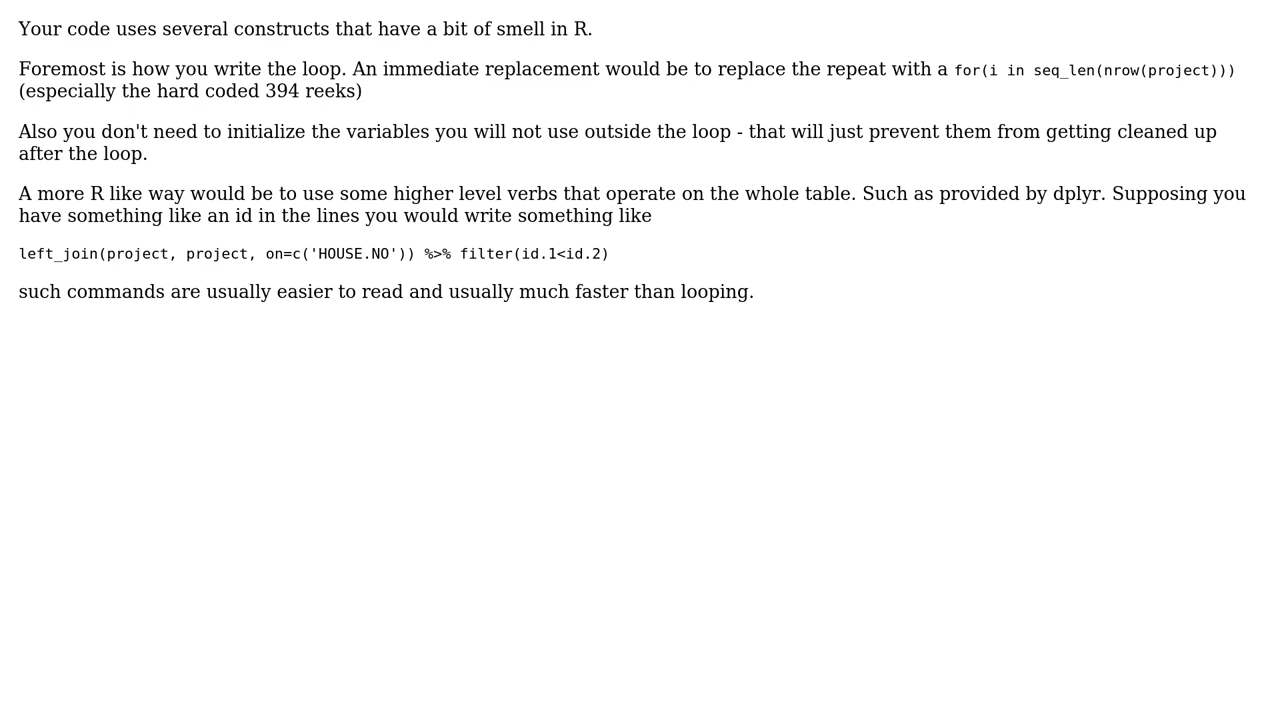 Your code uses several constructs that have a bit of smell in R.
Foremost is how you write the loop. An immediate replacement would be to replace the repeat with a for(i in seq_len(nrow(project)))
(especially the hard coded 394 reeks)
Also you don't need to initialize the variables you will not use outside the loop - that will just prevent them from getting cleaned up
after the loop.
A more R like way would be to use some higher level verbs that operate on the whole table. Such as provided by dplyr. Supposing you
have something like an id in the lines you would write something like
left_join(project, project, on=c('HOUSE.NO')) %>% filter(id.1<id.2)
such commands are usually easier to read and usually much faster than looping.